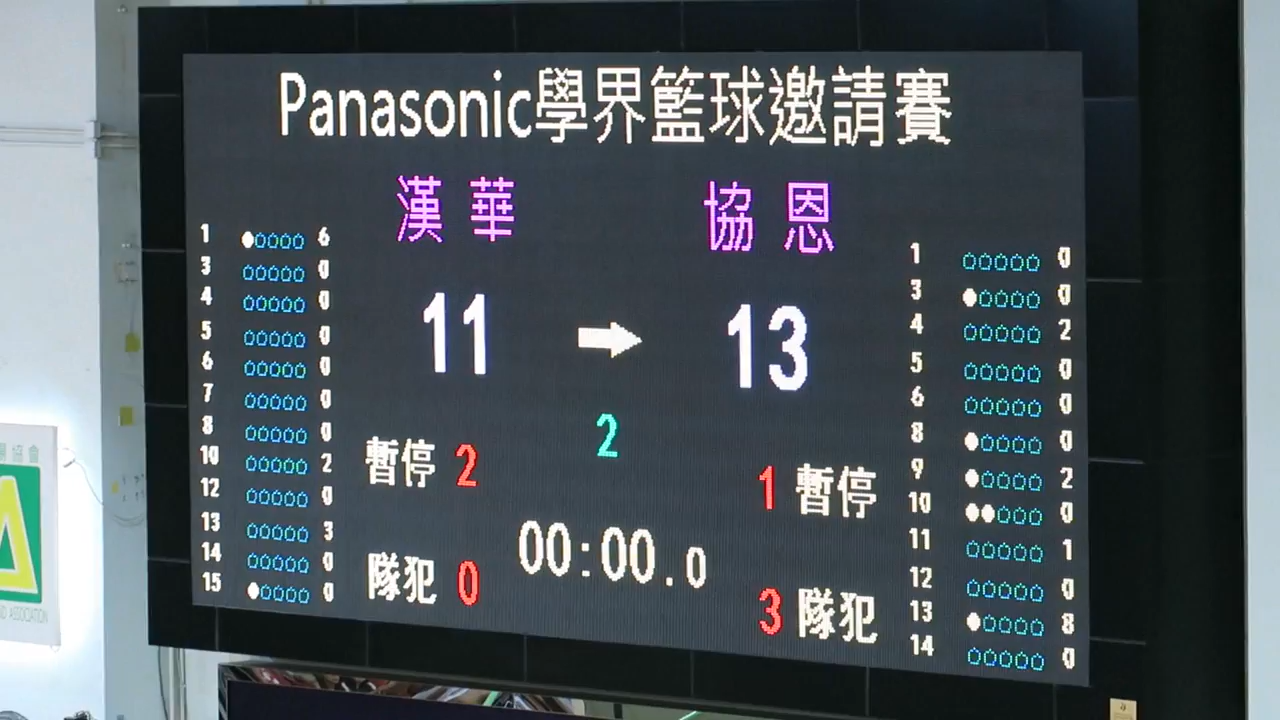 Panasonic學界籃球邀請賽
漢華 協恩
11 → 13
2
暫停 2
1 暫停
00:00.0
隊犯 0
3 隊犯
1 6
3 0
4 0
5 0
6 0
7 0
8 0
10 2
12 0
13 3
14 0
15 0
1 0
3 0
4 2
5 0
6 0
8 0
9 2
10 0
11 1
12 0
13 8
14 0
協會
ASSOCIATION